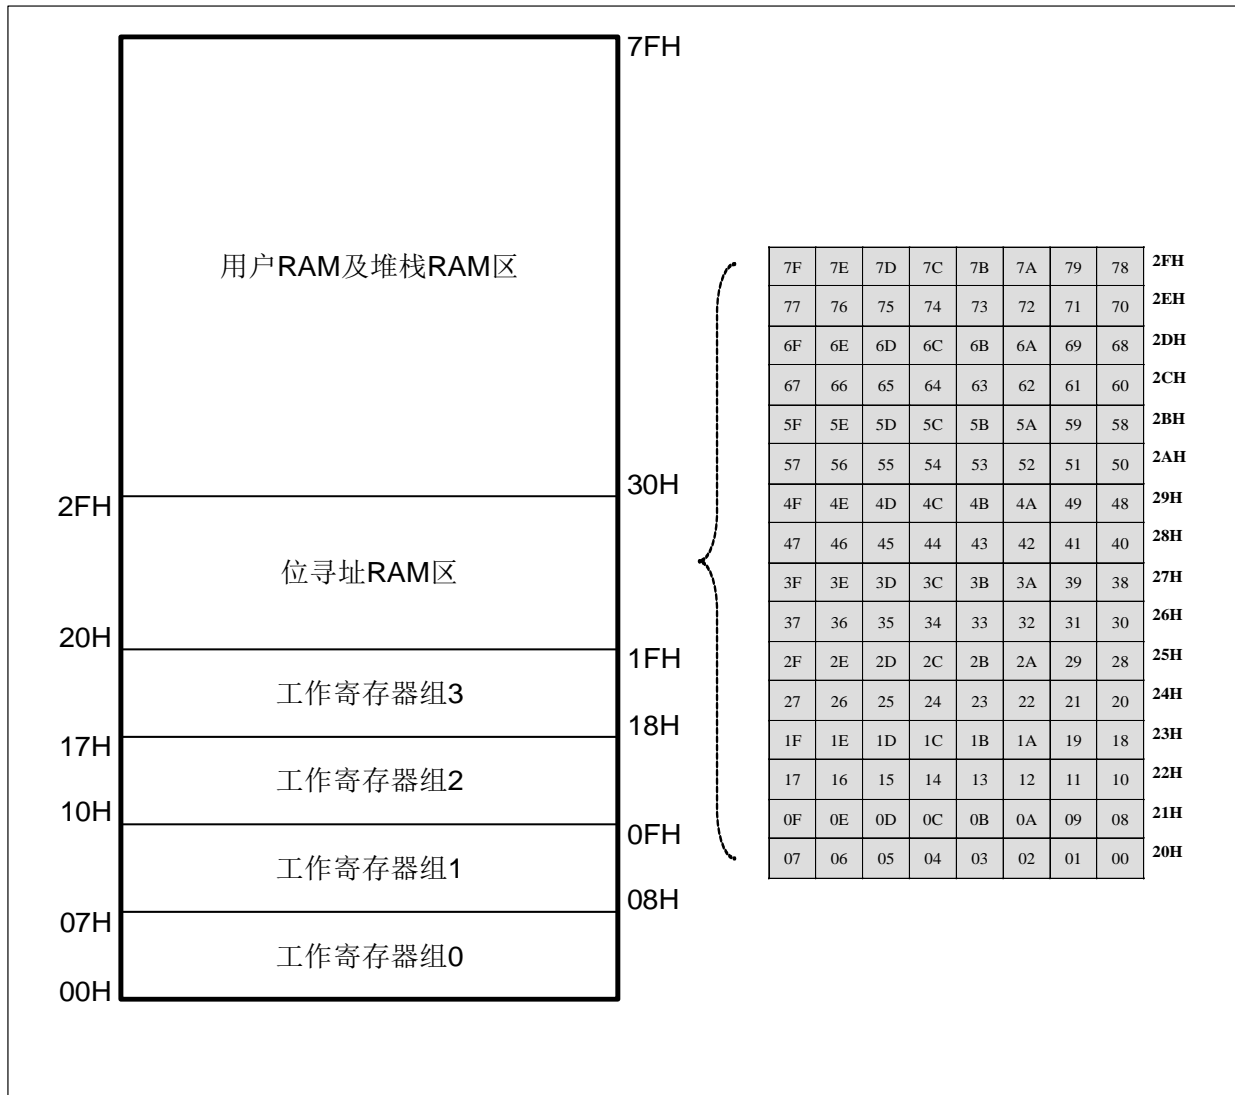 7FH
用户RAM及堆栈RAM区
30H
2FH
位寻址RAM区
20H
1FH
工作寄存器组3
18H
17H
工作寄存器组2
10H
0FH
工作寄存器组1
08H
07H
工作寄存器组0
00H
7F 7E 7D 7C 7B 7A 79 78 2FH
77 76 75 74 73 72 71 70 2EH
6F 6E 6D 6C 6B 6A 69 68 2DH
67 66 65 64 63 62 61 60 2CH
5F 5E 5D 5C 5B 5A 59 58 2BH
57 56 55 54 53 52 51 50 2AH
4F 4E 4D 4C 4B 4A 49 48 29H
47 46 45 44 43 42 41 40 28H
3F 3E 3D 3C 3B 3A 39 38 27H
37 36 35 34 33 32 31 30 26H
2F 2E 2D 2C 2B 2A 29 28 25H
27 26 25 24 23 22 21 20 24H
1F 1E 1D 1C 1B 1A 19 18 23H
17 16 15 14 13 12 11 10 22H
0F 0E 0D 0C 0B 0A 09 08 21H
07 06 05 04 03 02 01 00 20H